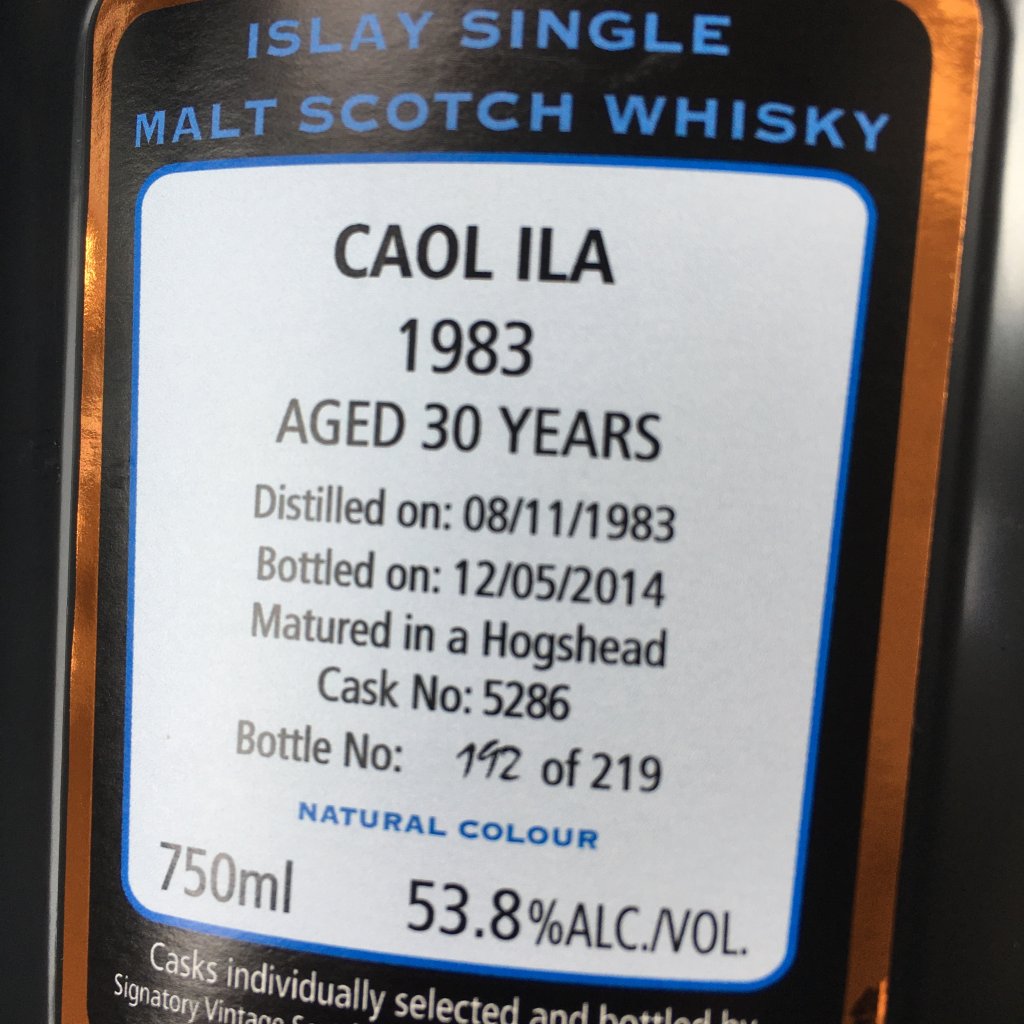 ISLAY SINGLE
MALT SCOTCH WHISKY
CAOL ILA
1983
AGED 30 YEARS
Distilled on: 08/11/1983
Bottled on: 12/05/2014
Matured in a Hogshead
Cask No: 5286
Bottle No: 192 of 219
NATURAL COLOUR
750ml 53.8%ALC./VOL.
Casks individually selected and bottled by
Signatory Vintage